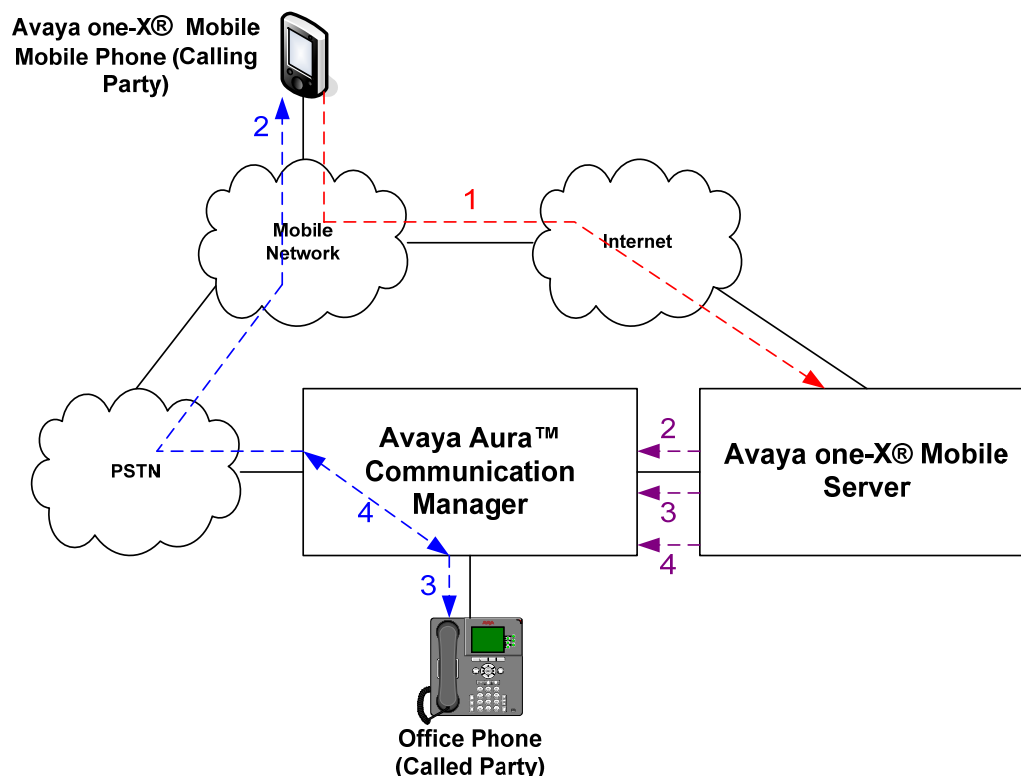 Avaya one-X® Mobile
Mobile Phone (Calling
Party)
2
1
Mobile
Network
Internet
PSTN
Avaya Aura™
Communication
Manager
2
Avaya one-X® Mobile
Server
3
4
4
3
Office Phone
(Called Party)